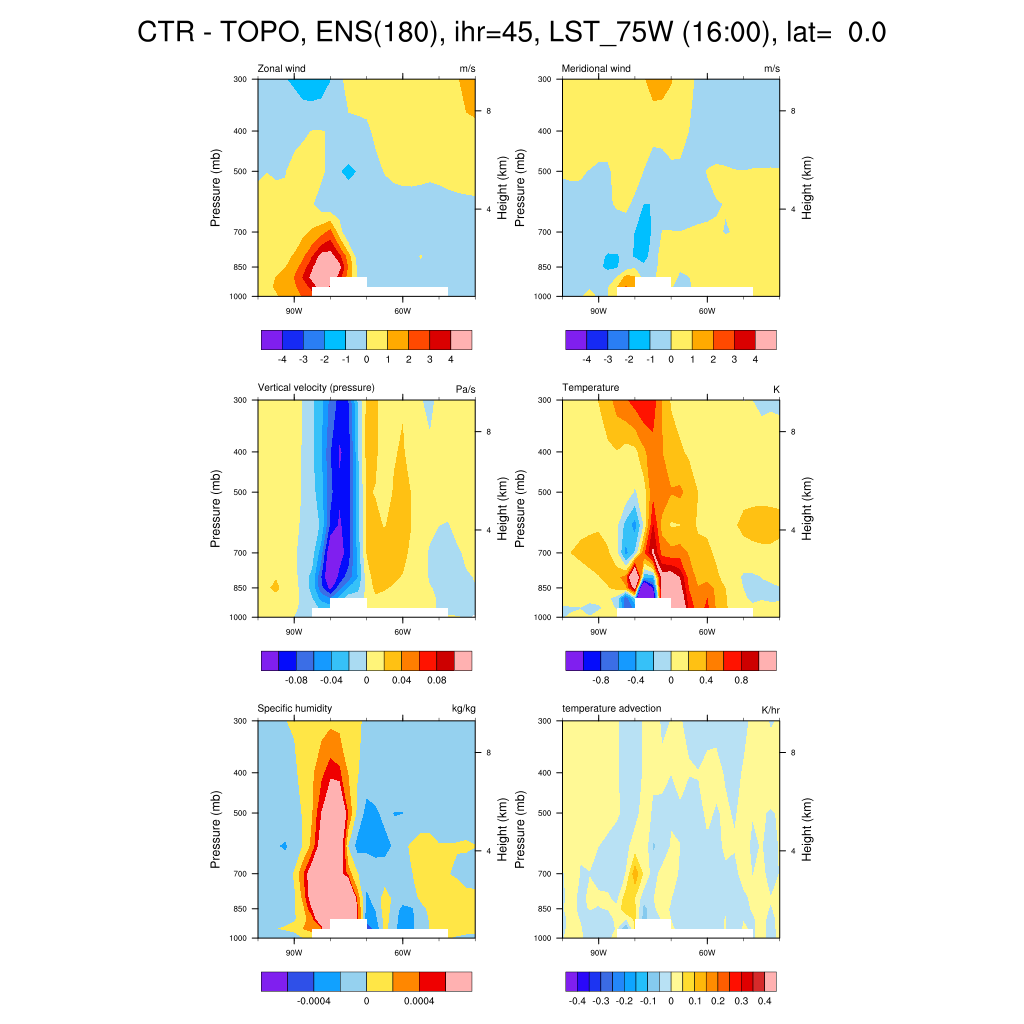 CTR - TOPO, ENS(180), ihr=45, LST_75W (16:00), lat= 0.0
Zonal wind m/s
300
400
500
700
850
1000
Pressure (mb)
8
4
Height (km)
90W 60W
-4 -3 -2 -1 0 1 2 3 4
Meridional wind m/s
300
400
500
700
850
1000
Pressure (mb)
8
4
Height (km)
90W 60W
-4 -3 -2 -1 0 1 2 3 4
Vertical velocity (pressure) Pa/s
300
400
500
700
850
1000
Pressure (mb)
8
4
Height (km)
90W 60W
-0.08 -0.04 0 0.04 0.08
Temperature K
300
400
500
700
850
1000
Pressure (mb)
8
4
Height (km)
90W 60W
-0.8 -0.4 0 0.4 0.8
Specific humidity kg/kg
300
400
500
700
850
1000
Pressure (mb)
8
4
Height (km)
90W 60W
-0.0004 0 0.0004
temperature advection K/hr
300
400
500
700
850
1000
Pressure (mb)
8
4
Height (km)
90W 60W
-0.4 -0.3 -0.2 -0.1 0 0.1 0.2 0.3 0.4